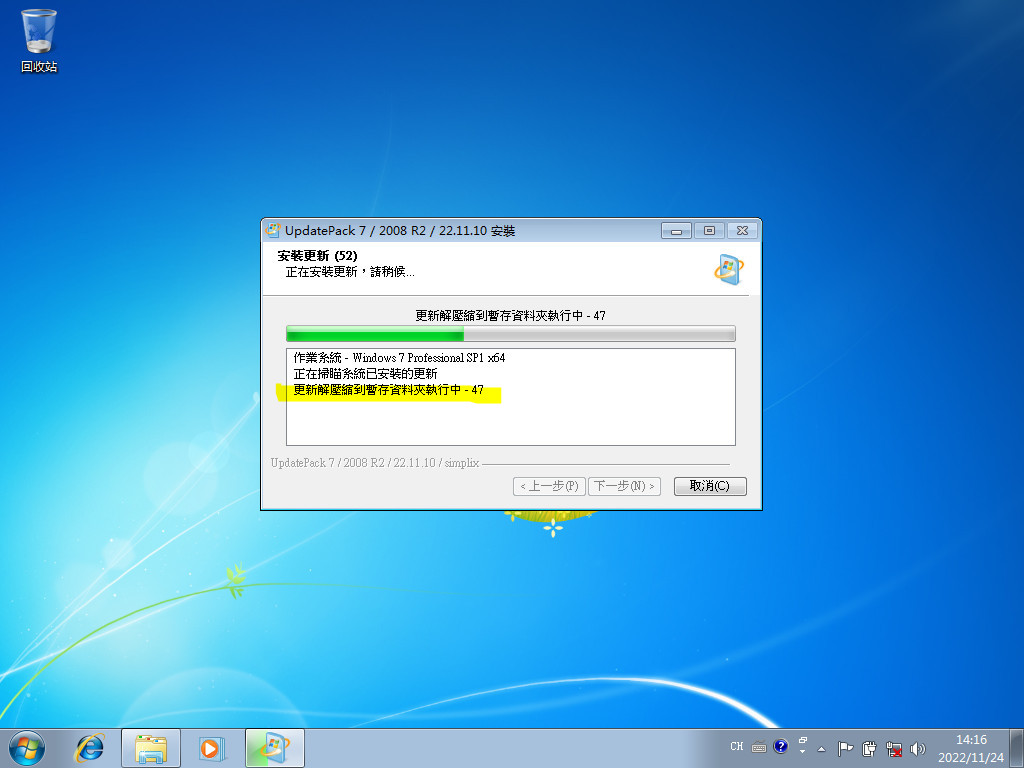 回收站
UpdatePack 7 / 2008 R2 / 22.11.10 安裝
安裝更新 (52)
正在安裝更新，請稍候...
更新解壓縮到暫存資料夾執行中 - 47
作業系統 - Windows 7 Professional SP1 x64
正在掃瞄系統已安裝的更新
更新解壓縮到暫存資料夾執行中 - 47
UpdatePack 7 / 2008 R2 / 22.11.10 / simplix
< 上一步(P)
下一步(N) >
取消(C)
CH
14:16
2022/11/24